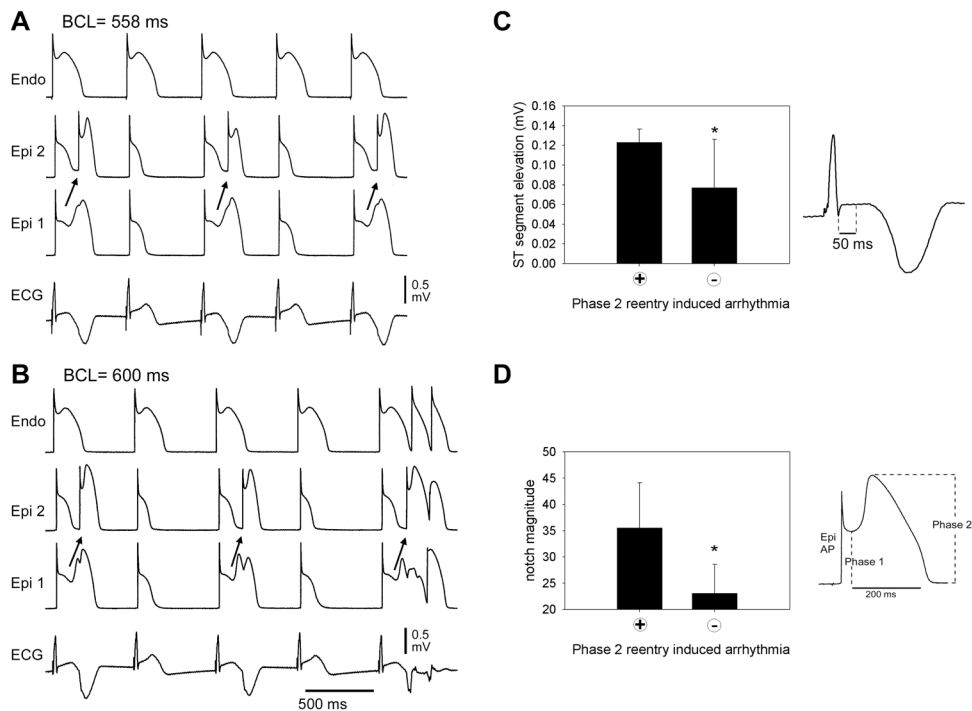 A
BCL= 558 ms
Endo
Epi 2
Epi 1
ECG
0.5
mV
B
BCL= 600 ms
Endo
Epi 2
Epi 1
ECG
0.5
mV
500 ms
C
ST segment elevation (mV)
0.16
0.14
0.12
0.10
0.08
0.06
0.04
0.02
0.00
*
+
-
Phase 2 reentry induced arrhythmia
50 ms
D
notch magnitude
50
45
40
35
30
25
20
*
+
-
Phase 2 reentry induced arrhythmia
Epi
AP
Phase 1
Phase 2
200 ms